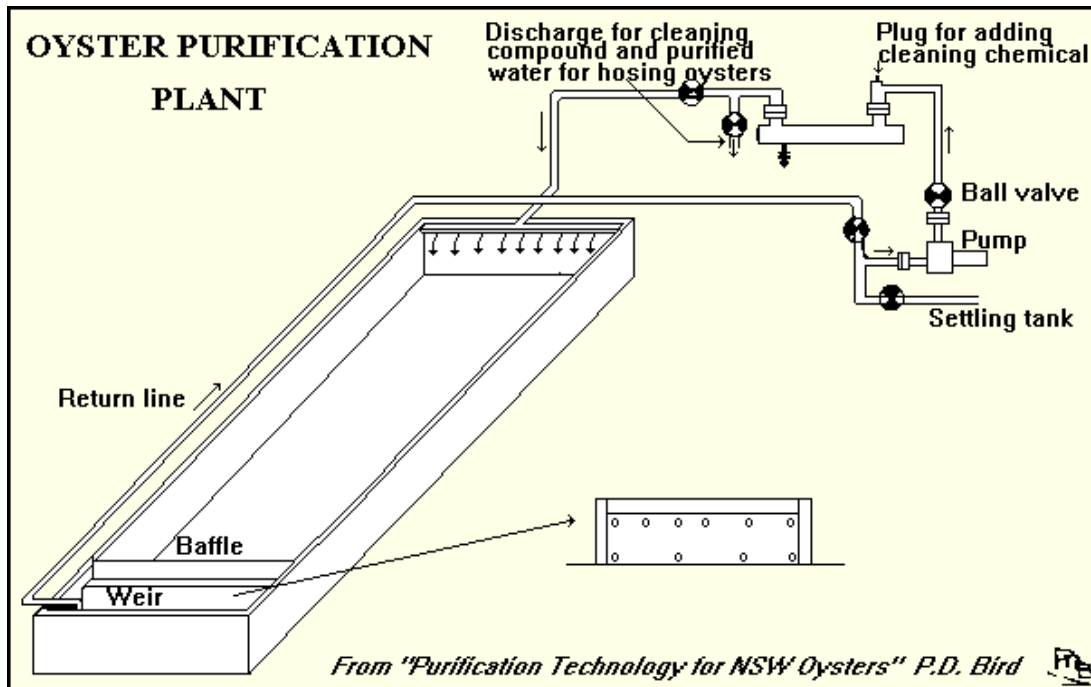 OYSTER PURIFICATION
PLANT
Discharge for cleaning
compound and purified
water for hosing oysters
Plug for adding
cleaning chemical
Ball valve
Pump
Settling tank
Return line
Baffle
Weir
From "Purification Technology for NSW Oysters" P.D. Bird